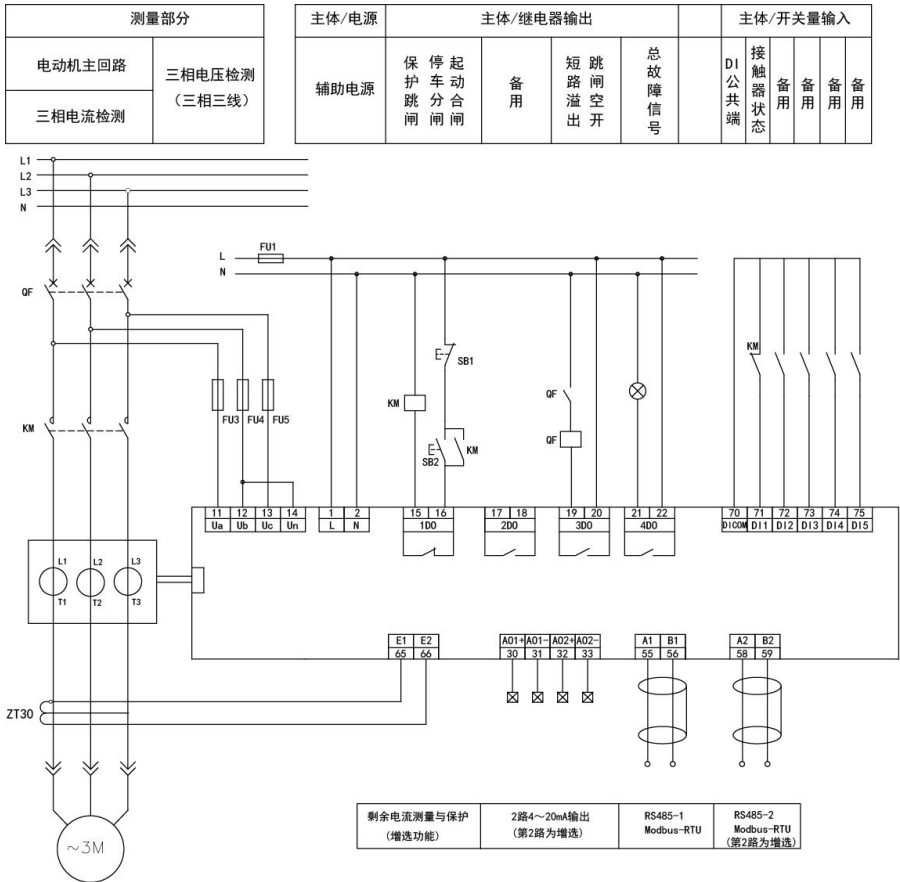 测量部分
电动机主回路
三相电流检测
三相电压检测
（三相三线）
主体/电源
主体/继电器输出
主体/开关量输入
辅助电源
保护跳闸
停车分闸
起动合闸
备用
短路溢出
跳闸空开
总故障信号
DI公共端
接触器状态
备用
备用
备用
备用
L1
L2
L3
N
L
FU1
N
QF
SB1
KM
QF
KM
FU3
FU4
FU5
KM
SB2
KM
QF
11 12 13 14
Ua Ub Uc Un
1 2
L N
15 16
1DO
17 18
2DO
19 20
3DO
21 22
4DO
70 71 72 73 74 75
DICOM DI1 DI2 DI3 DI4 DI5
L1 L2 L3
T1 T2 T3
E1 E2
65 66
AO1+ AO1- AO2+ AO2-
30 31 32 33
A1 B1
55 56
A2 B2
58 59
ZT30
～3M
剩余电流测量与保护
（增选功能）
2路4～20mA输出
（第2路为增选）
RS485-1
Modbus-RTU
RS485-2
Modbus-RTU
(第2路为增选)